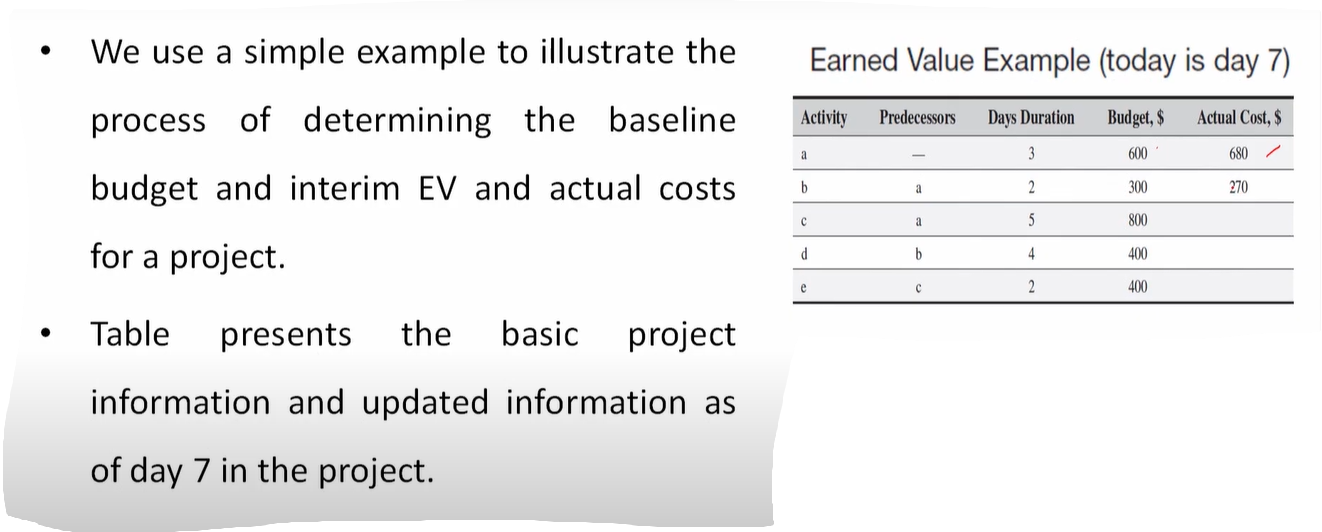 • We use a simple example to illustrate the
process of determining the baseline
budget and interim EV and actual costs
for a project.
• Table presents the basic project
information and updated information as
of day 7 in the project.
Earned Value Example (today is day 7)
Activity Predecessors Days Duration Budget, $ Actual Cost, $
a — 3 600 680
b a 2 300 270
c a 5 800
d b 4 400
e c 2 400